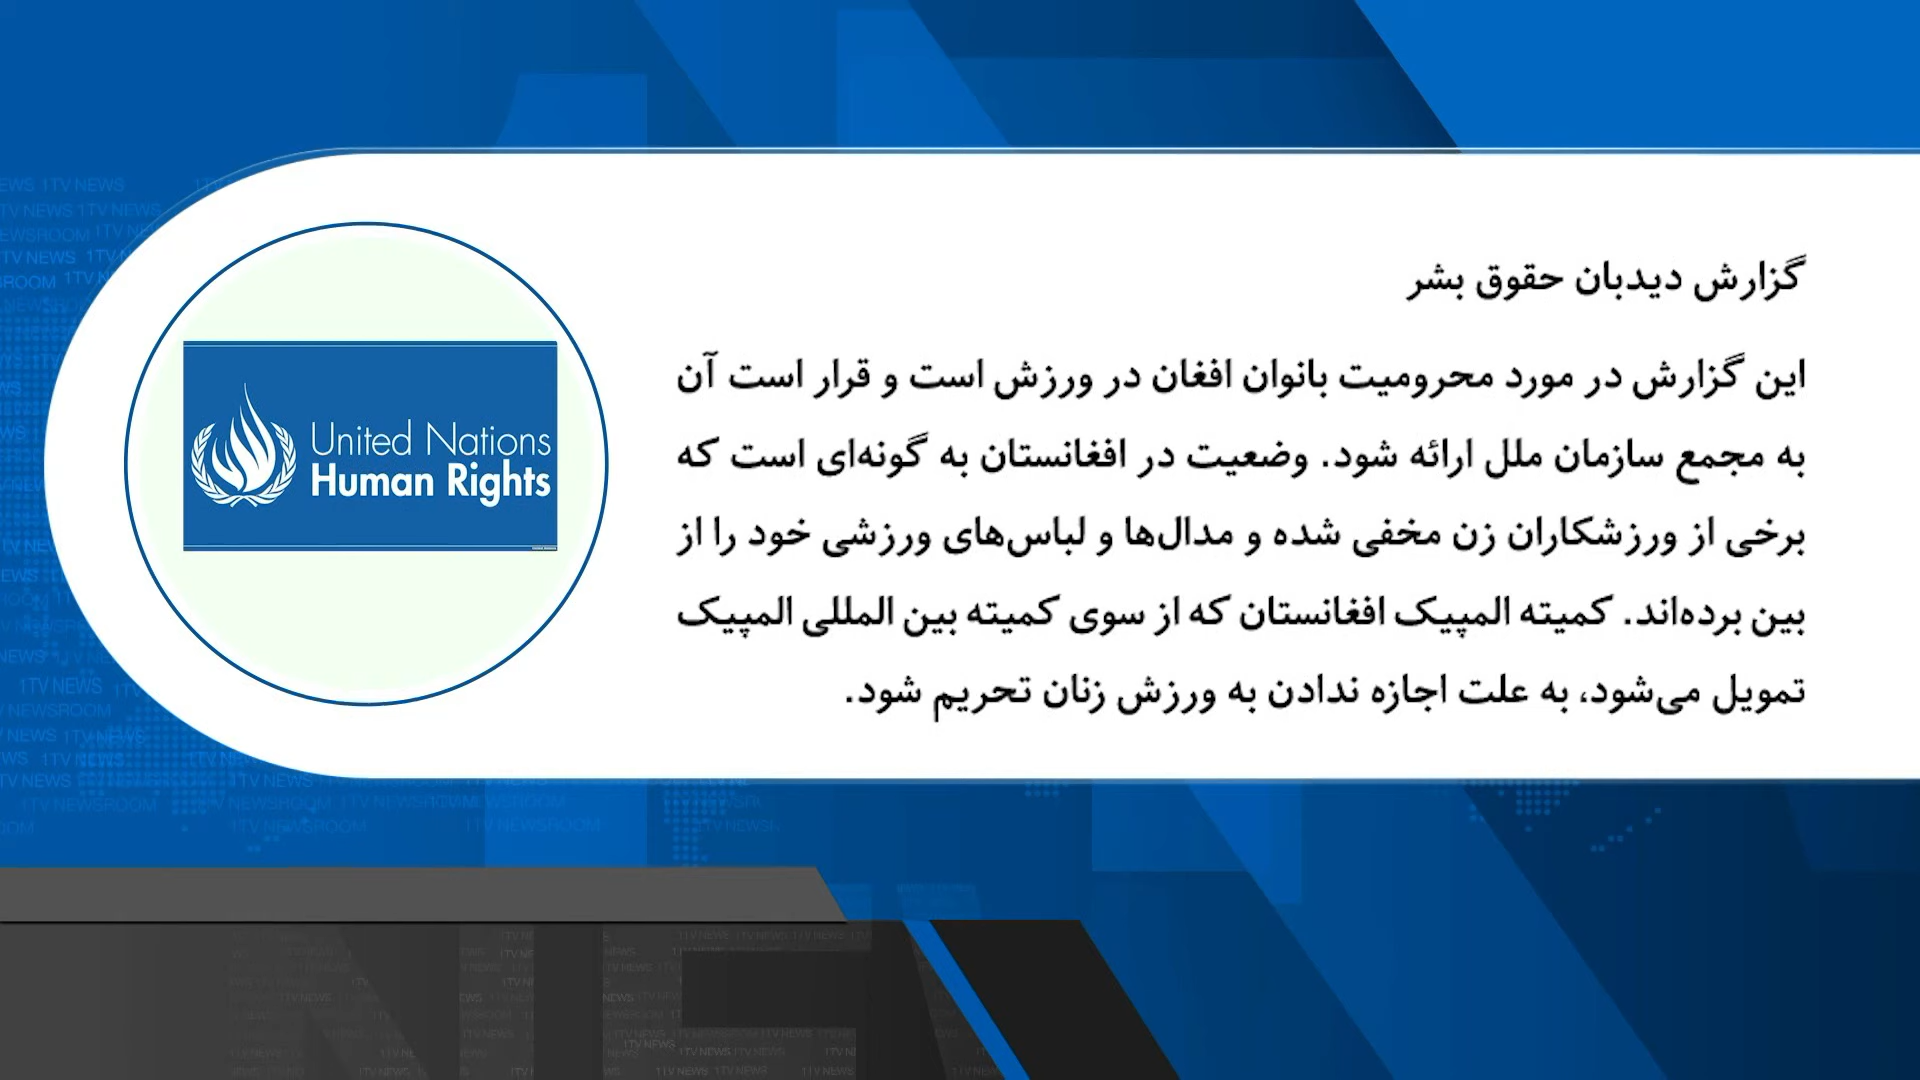 گزارش دیدبان حقوق بشر
این گزارش در مورد محرومیت بانوان افغان در ورزش است و قرار است آن
به مجمع سازمان ملل ارائه شود. وضعیت در افغانستان به گونه‌ای است که
برخی از ورزشکاران زن مخفی شده و مدال‌ها و لباس‌های ورزشی خود را از
بین برده‌اند. کمیته المپیک افغانستان که از سوی کمیته بین المللی المپیک
تمویل می‌شود، به علت اجازه ندادن به ورزش زنان تحریم شود.
United Nations
Human Rights